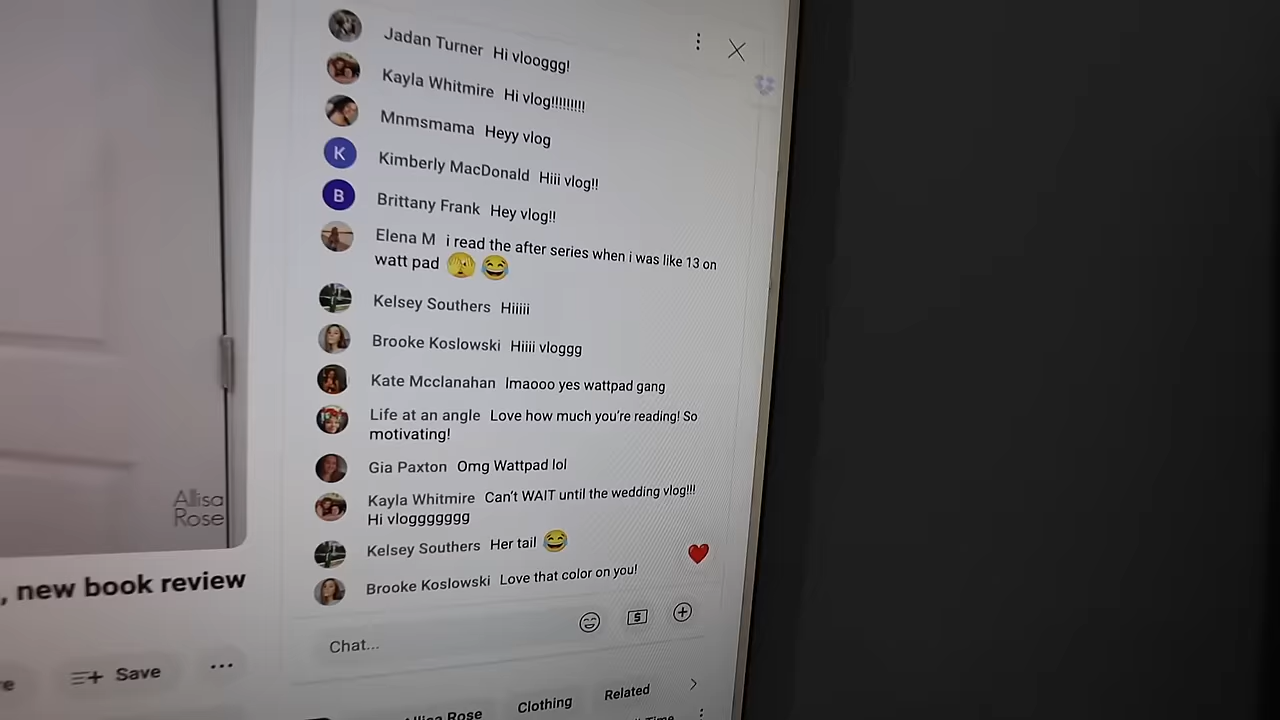 Jadan Turner Hi vlooggg!
Kayla Whitmire Hi vlog!!!!!!!!!
Mnmsmama Heyy vlog
K Kimberly MacDonald Hiii vlog!!
B Brittany Frank Hey vlog!!
Elena M i read the after series when i was like 13 on
watt pad 🫣 😂
Kelsey Southers Hiiiii
Brooke Koslowski Hiiii vloggg
Kate Mcclanahan lmaooo yes wattpad gang
Life at an angle Love how much you're reading! So
motivating!
Gia Paxton Omg Wattpad lol
Kayla Whitmire Can't WAIT until the wedding vlog!!!
Hi vloggggggg
Kelsey Southers Her tail 😂
Brooke Koslowski Love that color on you!
Chat...
Allisa
Rose
, new book review
Save
Allisa Rose Clothing Related